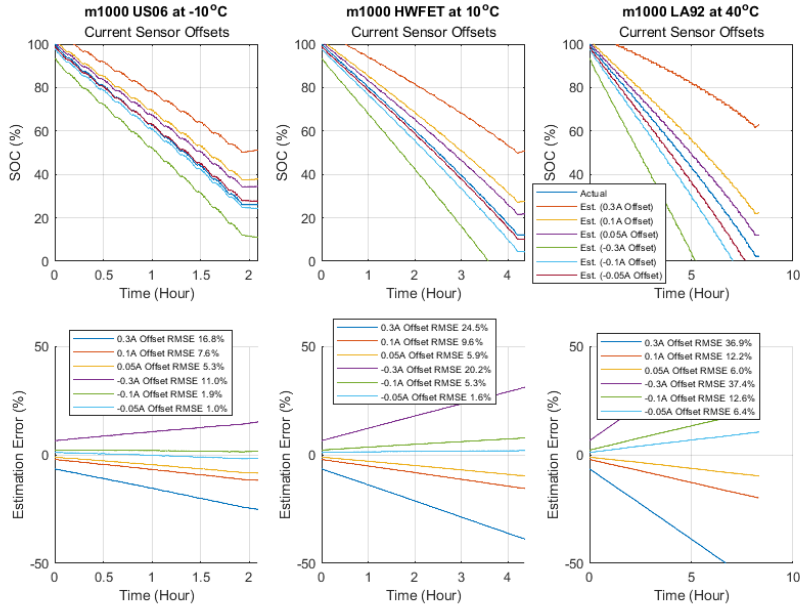 m1000 US06 at -10°C
Current Sensor Offsets
100
80
60
40
20
0
SOC (%)
0
0.5
1
1.5
2
Time (Hour)
m1000 HWFET at 10°C
Current Sensor Offsets
100
80
60
40
20
0
SOC (%)
0
1
2
3
4
Time (Hour)
m1000 LA92 at 40°C
Current Sensor Offsets
100
80
60
40
20
0
SOC (%)
5
10
Time (Hour)
Actual
Est. (0.3A Offset)
Est. (0.1A Offset)
Est. (0.05A Offset)
Est. (-0.3A Offset)
Est. (-0.1A Offset)
Est. (-0.05A Offset)
50
0
-50
Estimation Error (%)
0
0.5
1
1.5
2
Time (Hour)
0.3A Offset RMSE 16.8%
0.1A Offset RMSE 7.6%
0.05A Offset RMSE 5.3%
-0.3A Offset RMSE 11.0%
-0.1A Offset RMSE 1.9%
-0.05A Offset RMSE 1.0%
50
0
-50
Estimation Error (%)
0
1
2
3
4
Time (Hour)
0.3A Offset RMSE 24.5%
0.1A Offset RMSE 9.6%
0.05A Offset RMSE 5.9%
-0.3A Offset RMSE 20.2%
-0.1A Offset RMSE 5.3%
-0.05A Offset RMSE 1.6%
50
0
-50
Estimation Error (%)
0
5
10
Time (Hour)
0.3A Offset RMSE 36.9%
0.1A Offset RMSE 12.2%
0.05A Offset RMSE 6.0%
-0.3A Offset RMSE 37.4%
-0.1A Offset RMSE 12.6%
-0.05A Offset RMSE 6.4%